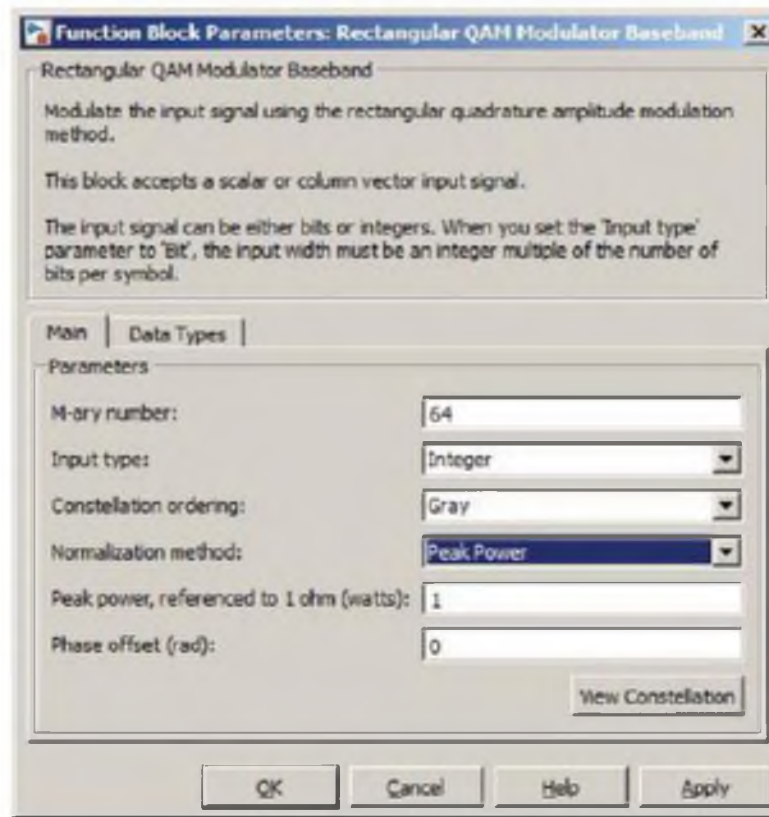 Function Block Parameters: Rectangular QAM Modulator Baseband
Rectangular QAM Modulator Baseband
Modulate the input signal using the rectangular quadrature amplitude modulation
method.
This block accepts a scalar or column vector input signal.
The input signal can be either bits or integers. When you set the 'Input type'
parameter to 'Bit', the input width must be an integer multiple of the number of
bits per symbol.
Main Data Types
Parameters
M-ary number: 64
Input type: Integer
Constellation ordering: Gray
Normalization method: Peak Power
Peak power, referenced to 1 ohm (watts): 1
Phase offset (rad): 0
View Constellation
OK Cancel Help Apply